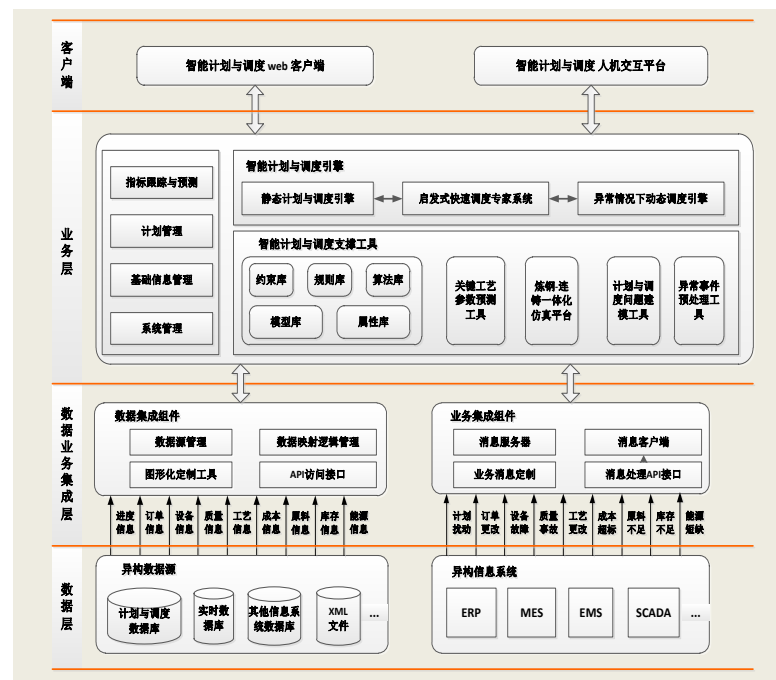 客
户
端
智能计划与调度 web 客户端
智能计划与调度 人机交互平台
业
务
层
指标跟踪与预测
计划管理
基础信息管理
系统管理
智能计划与调度引擎
静态计划与调度引擎
启发式快速调度专家系统
异常情况下动态调度引擎
智能计划与调度支撑工具
约束库
规则库
算法库
模型库
属性库
关键工艺
参数预测
工具
炼钢-连
铸一体化
仿真平台
计划与调
度问题建
模工具
异常事件
预处理工
具
数
据
业
务
集
成
层
数据集成组件
数据源管理
数据映射逻辑管理
图形化定制工具
API访问接口
业务集成组件
消息服务器
消息客户端
业务消息定制
消息处理API接口
进度
信息
订单
信息
设备
信息
质量
信息
工艺
信息
成本
信息
原料
信息
库存
信息
能源
信息
计划
扰动
订单
更改
设备
故障
质量
事故
工艺
更改
成本
超标
原料
不足
库存
不足
能源
短缺
数
据
层
异构数据源
计划与调度
数据库
实时数
据库
其他信息系
统数据库
XML
文件
...
异构信息系统
ERP
MES
EMS
SCADA
...